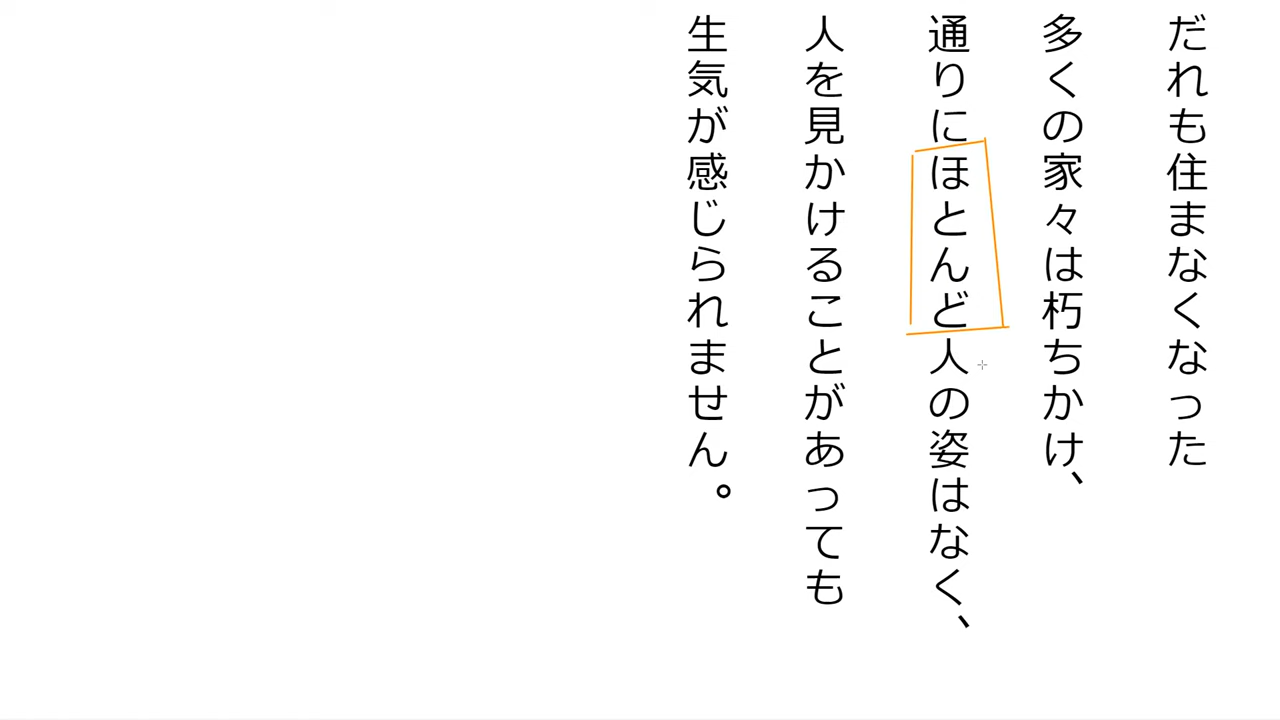 だれも住まなくなった
多くの家々は朽ちかけ、
通りにほとんど人の姿はなく、
人を見かけることがあっても
生気が感じられません。